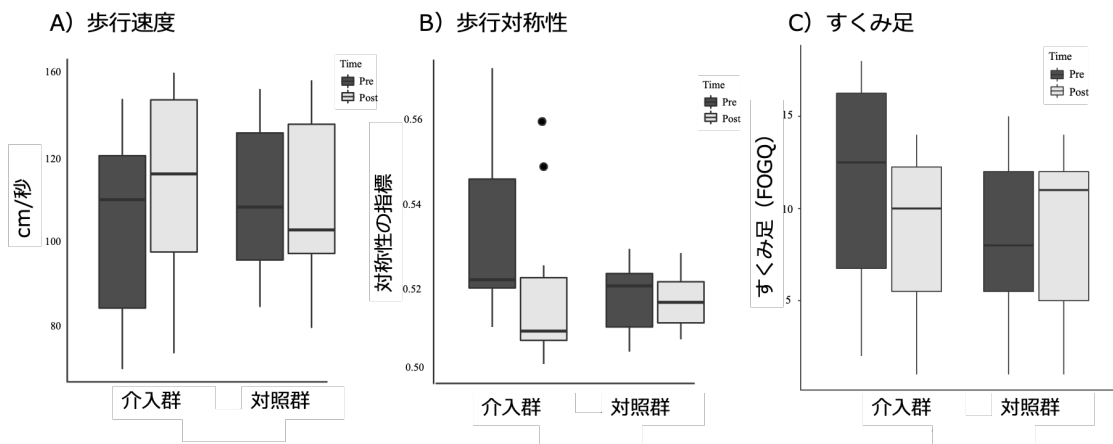 A）歩行速度
160
120
100
80
cm/秒
Time
Pre
Post
介入群
対照群
B）歩行対称性
0.56
0.54
0.52
0.50
対称性の指標
Time
Pre
Post
介入群
対照群
C）すくみ足
15
10
5
すくみ足（FOGQ）
Time
Pre
Post
介入群
対照群